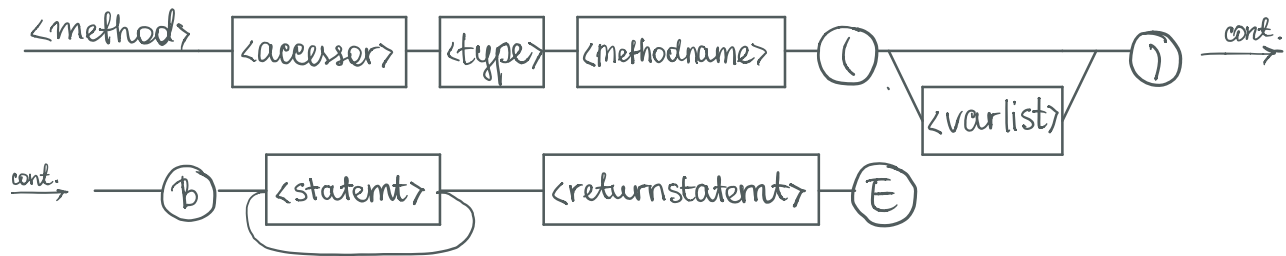 <method> <accessor> <type> <methodname> ( <varlist> ) cont.
cont. B <statemt> <returnstatemt> E